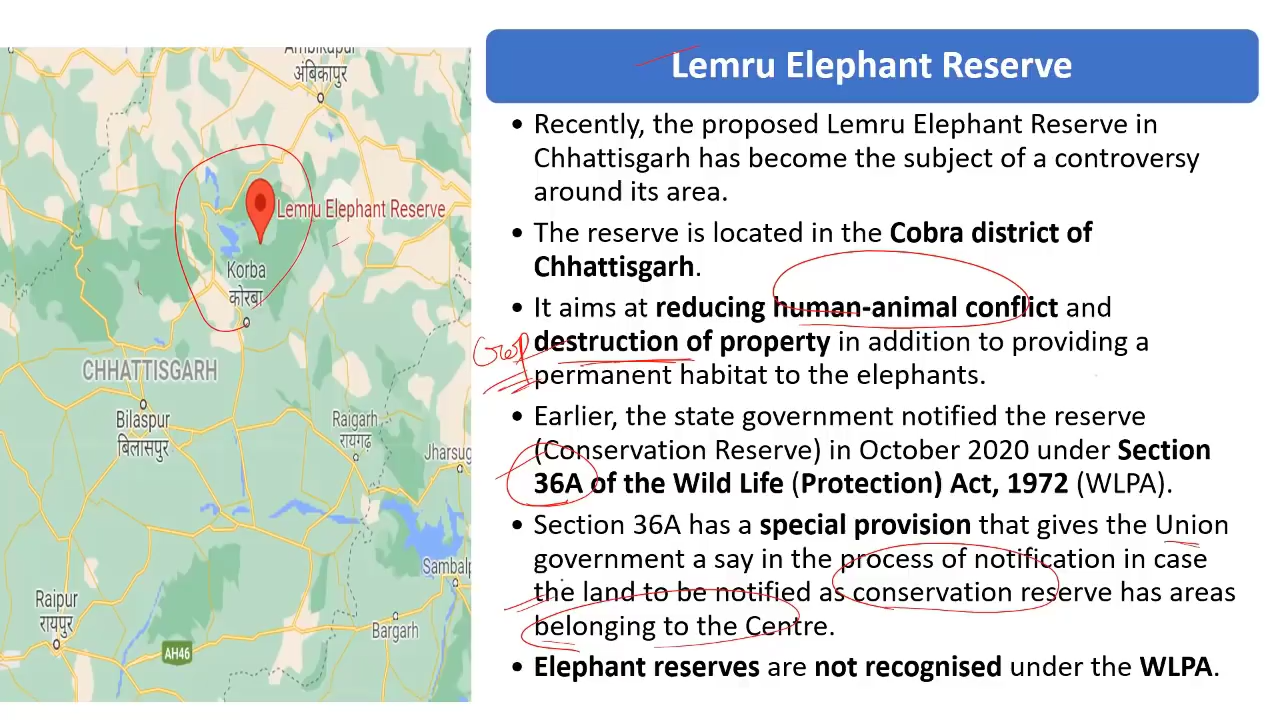 Ambikapur
अंबिकापुर
Lemru Elephant Reserve
Korba
कोरबा
CHHATTISGARH
Bilaspur
बिलासपुर
Raigarh
रायगढ़
Jharsug
Sambalp
Raipur
रायपुर
Bargarh
AH46
Lemru Elephant Reserve
• Recently, the proposed Lemru Elephant Reserve in
Chhattisgarh has become the subject of a controversy
around its area.
• The reserve is located in the Cobra district of
Chhattisgarh.
• It aims at reducing human-animal conflict and
crop
destruction of property in addition to providing a
permanent habitat to the elephants.
• Earlier, the state government notified the reserve
(Conservation Reserve) in October 2020 under Section
36A of the Wild Life (Protection) Act, 1972 (WLPA).
• Section 36A has a special provision that gives the Union
government a say in the process of notification in case
the land to be notified as conservation reserve has areas
belonging to the Centre.
• Elephant reserves are not recognised under the WLPA.